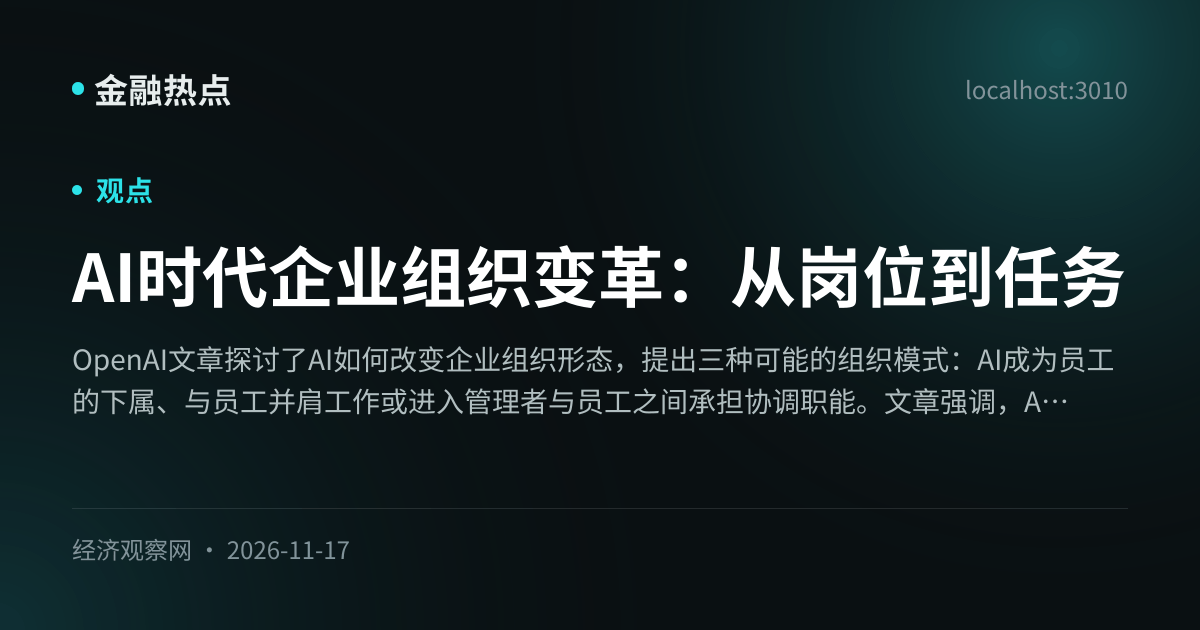 金融热点
localhost:3010
观点
AI时代企业组织变革：从岗位到任务
OpenAI文章探讨了AI如何改变企业组织形态，提出三种可能的组织模式：AI成为员工
的下属、与员工并肩工作或进入管理者与员工之间承担协调职能。文章强调，A…
经济观察网 · 2026-11-17